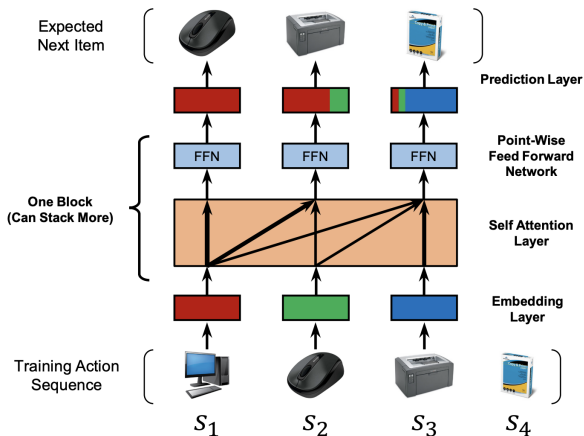 Expected
Next Item
Prediction Layer
FFN
FFN
FFN
Point-Wise
Feed Forward
Network
One Block
(Can Stack More)
Self Attention
Layer
Embedding
Layer
Training Action
Sequence
S1
S2
S3
S4